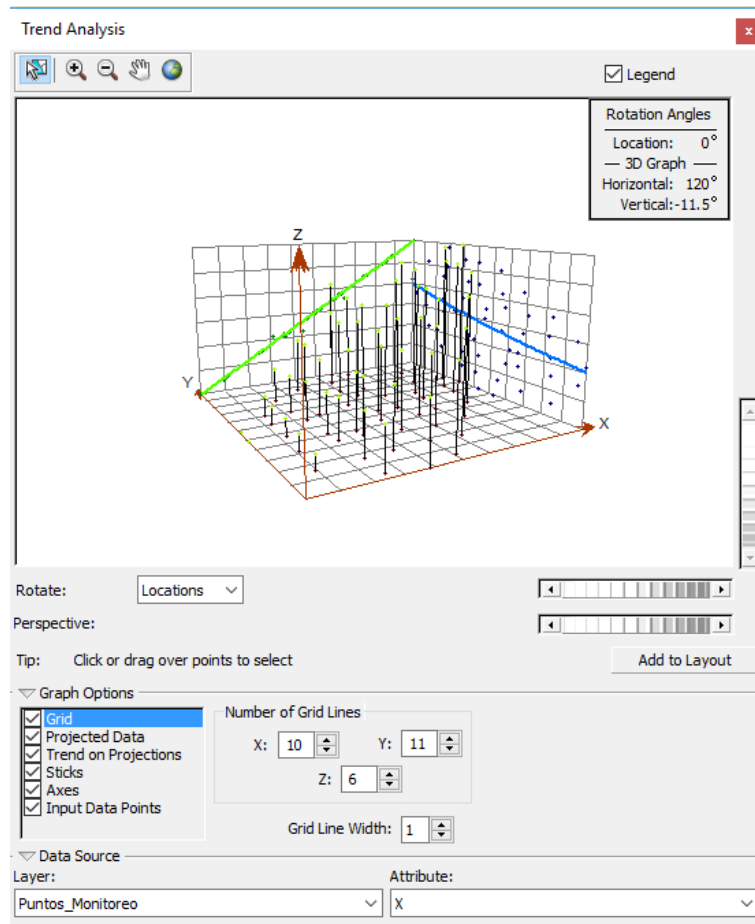 Trend Analysis
x
Legend
Rotation Angles
Location: 0°
3D Graph
Horizontal: 120°
Vertical:-11.5°
Z
Y
X
Rotate: Locations
Perspective:
Tip: Click or drag over points to select Add to Layout
Graph Options
Grid
Projected Data
Trend on Projections
Sticks
Axes
Input Data Points
Number of Grid Lines
X: 10 Y: 11
Z: 6
Grid Line Width: 1
Data Source
Layer: Attribute:
Puntos_Monitoreo X